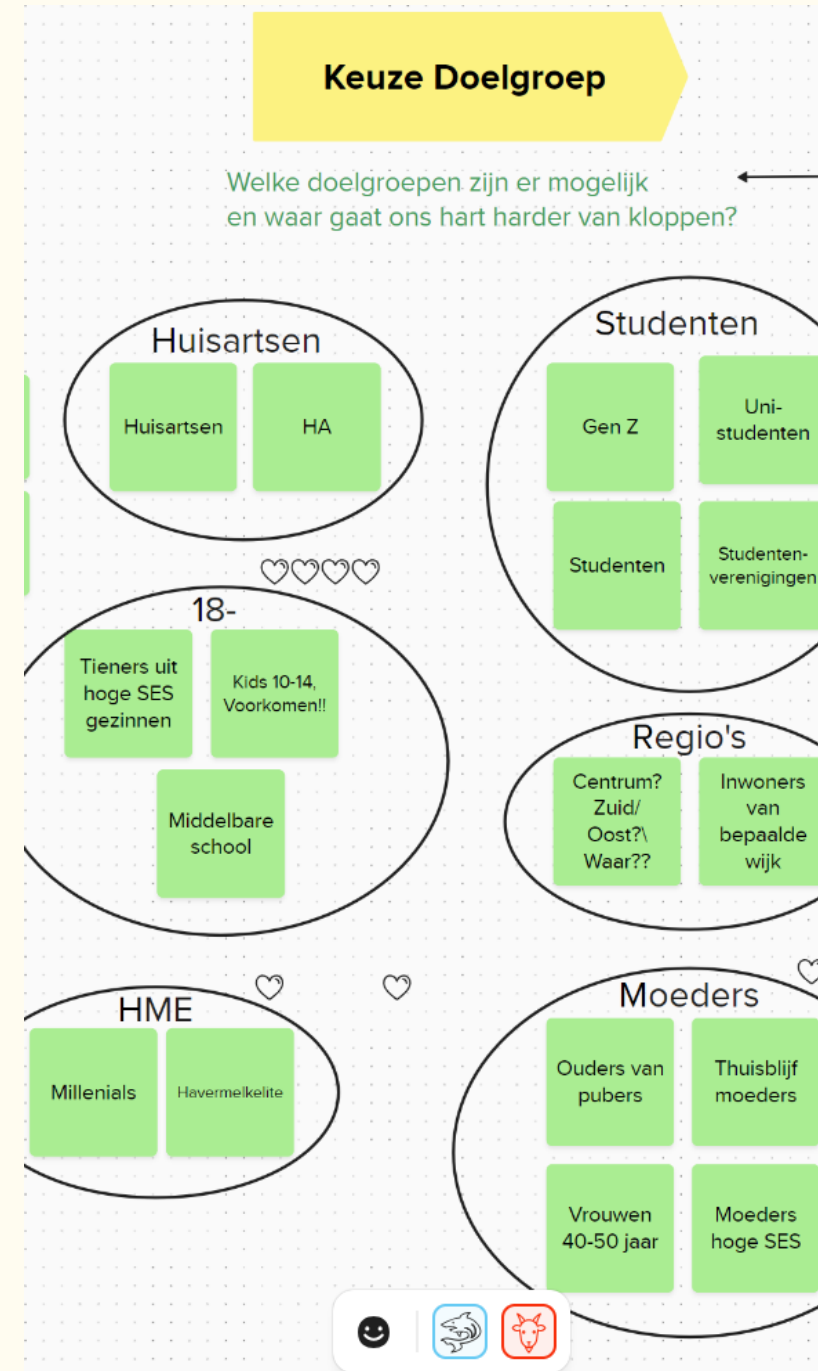 Keuze Doelgroep
Welke doelgroepen zijn er mogelijk
en waar gaat ons hart harder van kloppen?
Huisartsen
Huisartsen
HA
Studenten
Gen Z
Uni-
studenten
Studenten
Studenten-
verenigingen
18-
Tieners uit
hoge SES
gezinnen
Kids 10-14,
Voorkomen!!
Middelbare
school
Regio's
Centrum?
Zuid/
Oost?\
Waar??
Inwoners
van
bepaalde
wijk
HME
Millenials
Havermelkelite
Moeders
Ouders van
pubers
Thuisblijf
moeders
Vrouwen
40-50 jaar
Moeders
hoge SES